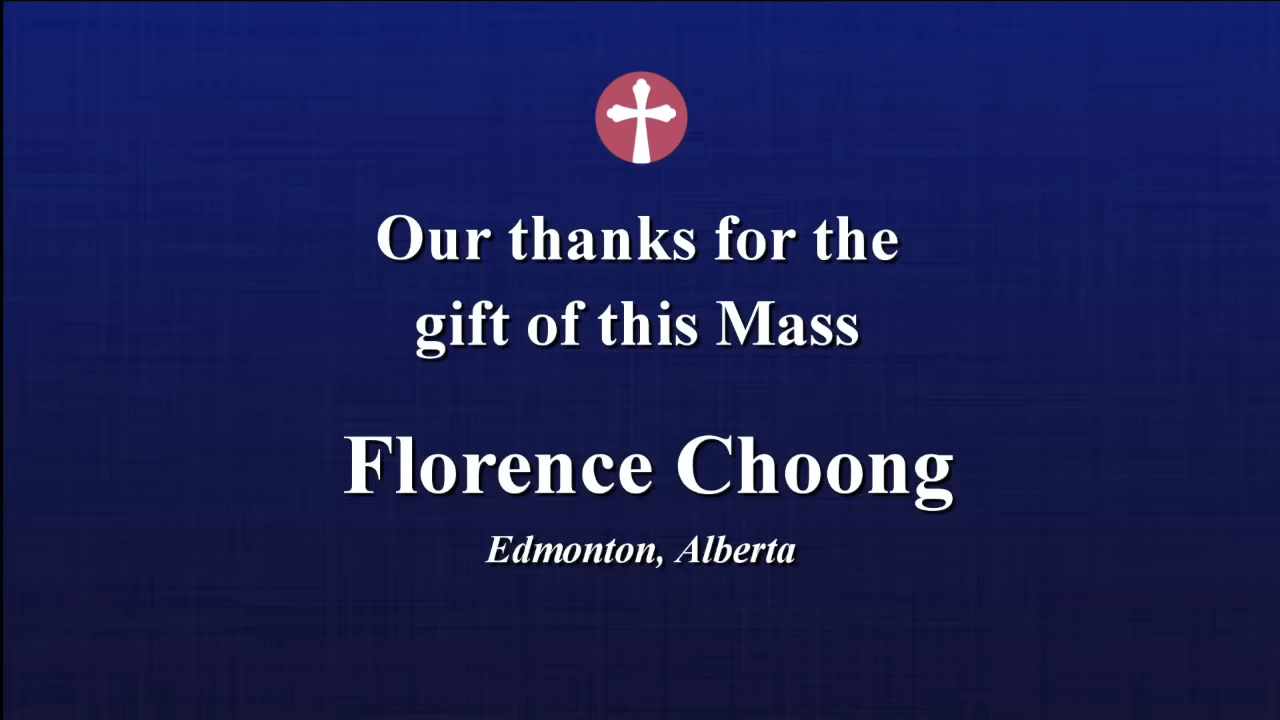 Our thanks for the
gift of this Mass
Florence Choong
Edmonton, Alberta